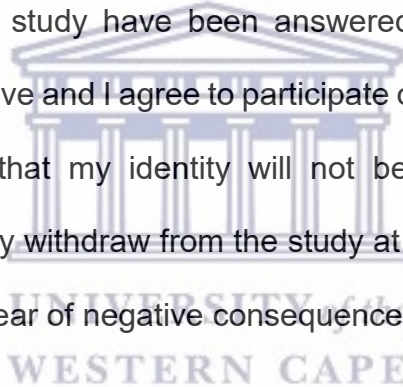 study have been answered
ve and I agree to participate
that my identity will not be
y withdraw from the study at
UNIVERSITY of the
ear of negative consequence
WESTERN CAPE